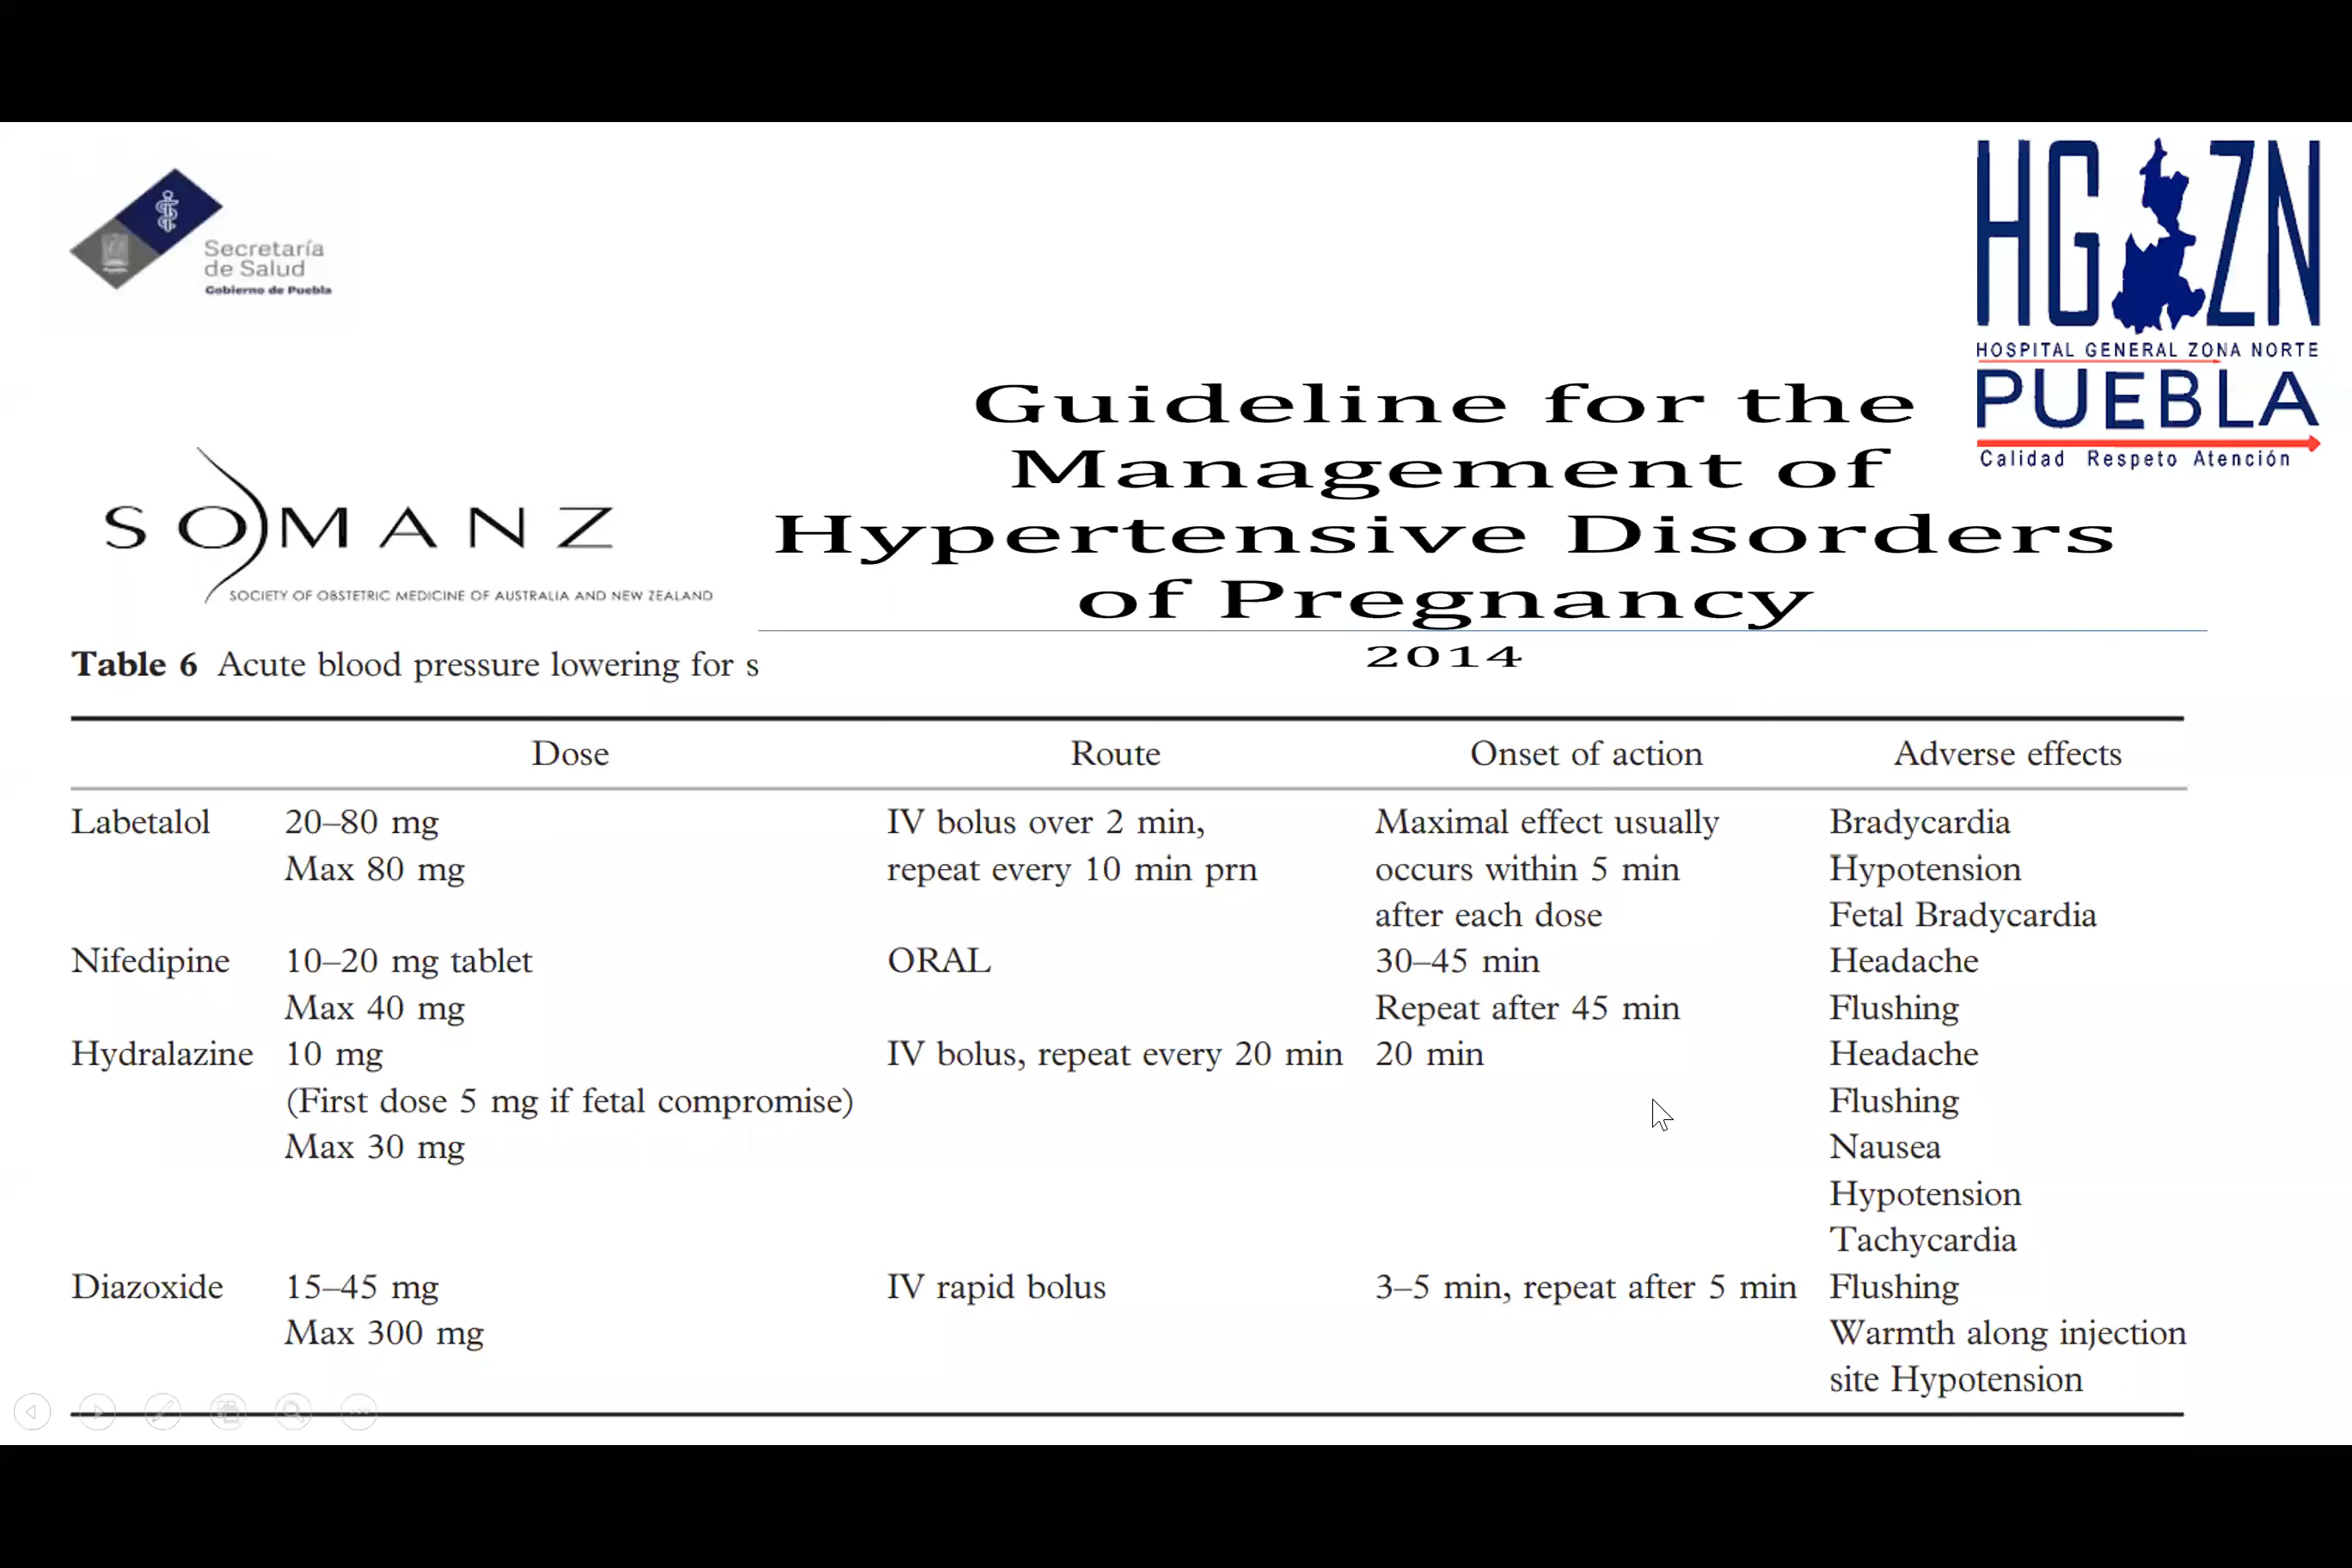 Secretaría
de Salud
Gobierno de Puebla
HG ZN
HOSPITAL GENERAL ZONA NORTE
PUEBLA
Calidad Respeto Atención
Guideline for the
Management of
Hypertensive Disorders
of Pregnancy
2014
SOMANZ
SOCIETY OF OBSTETRIC MEDICINE OF AUSTRALIA AND NEW ZEALAND
Table 6 Acute blood pressure lowering for s
Dose Route Onset of action Adverse effects
Labetalol 20–80 mg IV bolus over 2 min, Maximal effect usually Bradycardia
Max 80 mg repeat every 10 min prn occurs within 5 min Hypotension
after each dose Fetal Bradycardia
Nifedipine 10–20 mg tablet ORAL 30–45 min Headache
Max 40 mg Repeat after 45 min Flushing
Hydralazine 10 mg IV bolus, repeat every 20 min 20 min Headache
(First dose 5 mg if fetal compromise) Flushing
Max 30 mg Nausea
Hypotension
Tachycardia
Diazoxide 15–45 mg IV rapid bolus 3–5 min, repeat after 5 min Flushing
Max 300 mg Warmth along injection
site Hypotension